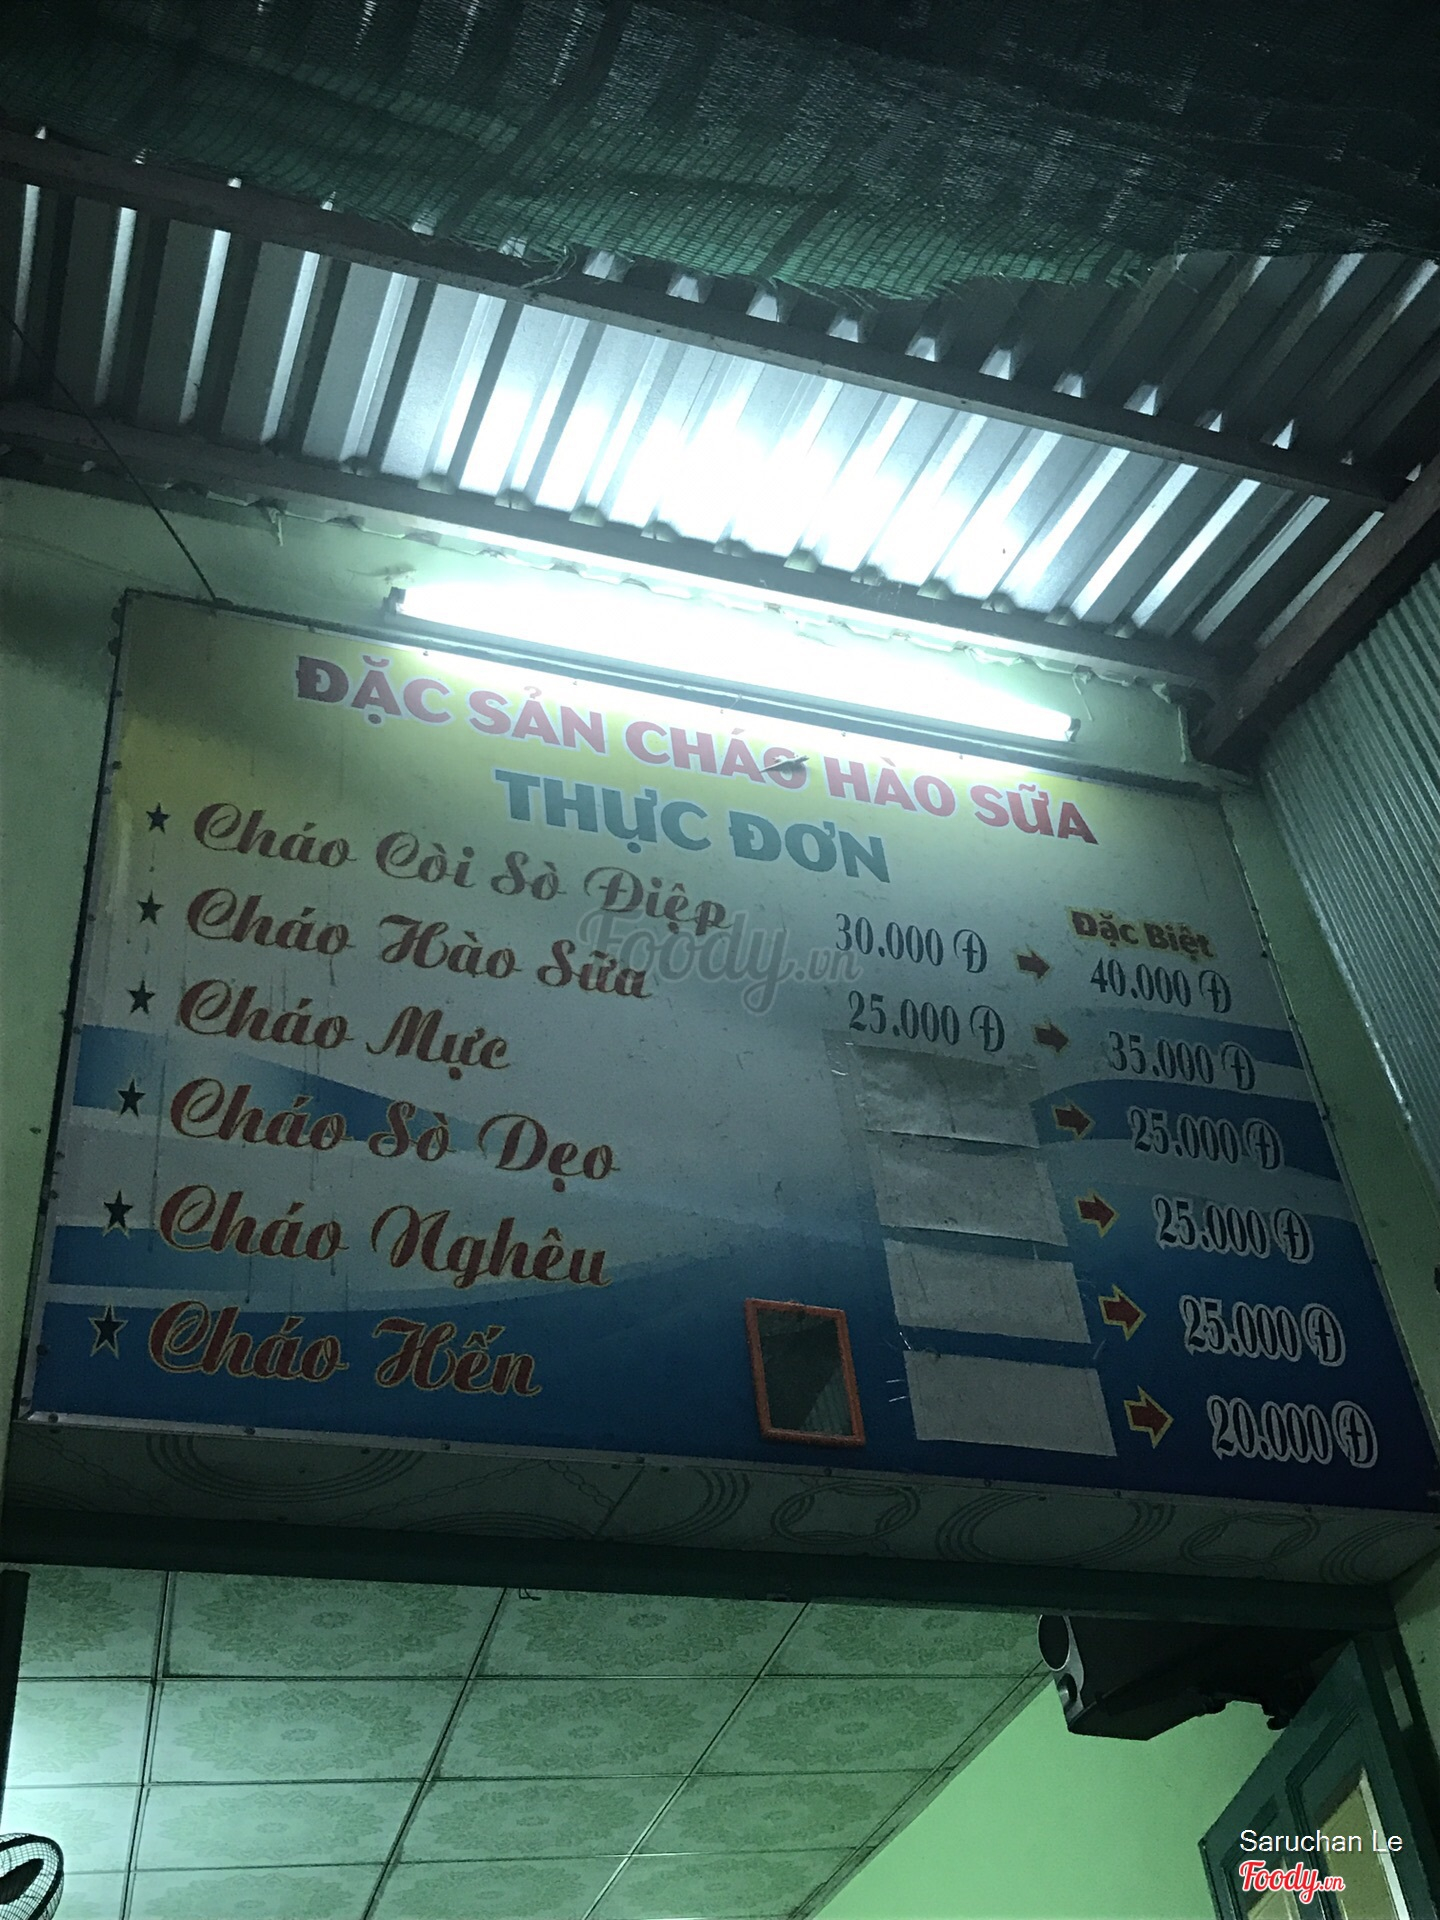 ĐẶC SẢN CHÁO HÀO SỮA
THỰC ĐƠN
Đặc Biệt
★ Cháo Còi Sò Điệp 30.000 Đ ➡ 40.000 Đ
★ Cháo Hào Sữa 25.000 Đ ➡ 35.000 Đ
★ Cháo Mực ➡ 25.000 Đ
★ Cháo Sò Dẹo ➡ 25.000 Đ
★ Cháo Nghêu ➡ 25.000 Đ
★ Cháo Hến ➡ 20.000 Đ
Foody.vn
Saruchan Le
Foody.vn